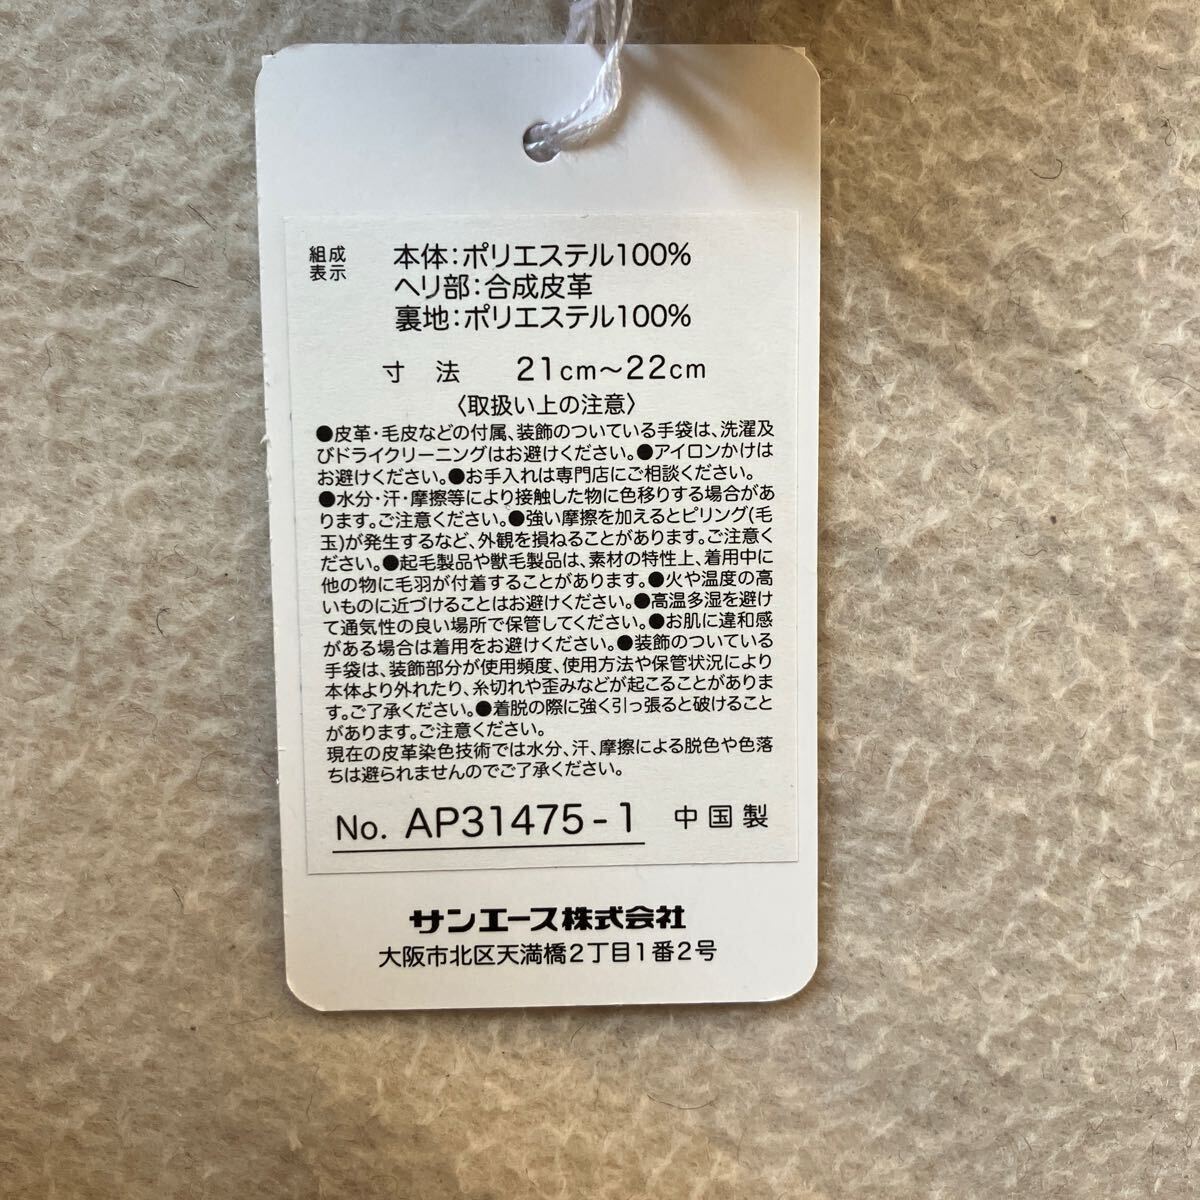 組成
表示
本体:ポリエステル100%
ヘリ部:合成皮革
裏地:ポリエステル100%
寸 法 21cm〜22cm
〈取扱い上の注意〉
●皮革・毛皮などの付属、装飾のついている手袋は、洗濯及
びドライクリーニングはお避けください。●アイロンかけは
お避けください。●お手入れは専門店にご相談ください。
●水分・汗・摩擦等により接触した物に色移りする場合があ
ります。ご注意ください。●強い摩擦を加えるとピリング(毛
玉)が発生するなど、外観を損ねることがあります。ご注意く
ださい。●起毛製品や獣毛製品は、素材の特性上、着用中に
他の物に毛羽が付着することがあります。●火や温度の高
いものに近づけることはお避けください。●高温多湿を避け
て通気性の良い場所で保管してください。●お肌に違和感
がある場合は着用をお避けください。●装飾のついている
手袋は、装飾部分が使用頻度、使用方法や保管状況により
本体より外れたり、糸切れや歪みなどが起こることがありま
す。ご了承ください。●着脱の際に強く引っ張ると破けること
があります。ご注意ください。
現在の皮革染色技術では水分、汗、摩擦による脱色や色落
ちは避られませんのでご了承ください。
No. AP31475-1 中国製
サンエース株式会社
大阪市北区天満橋2丁目1番2号